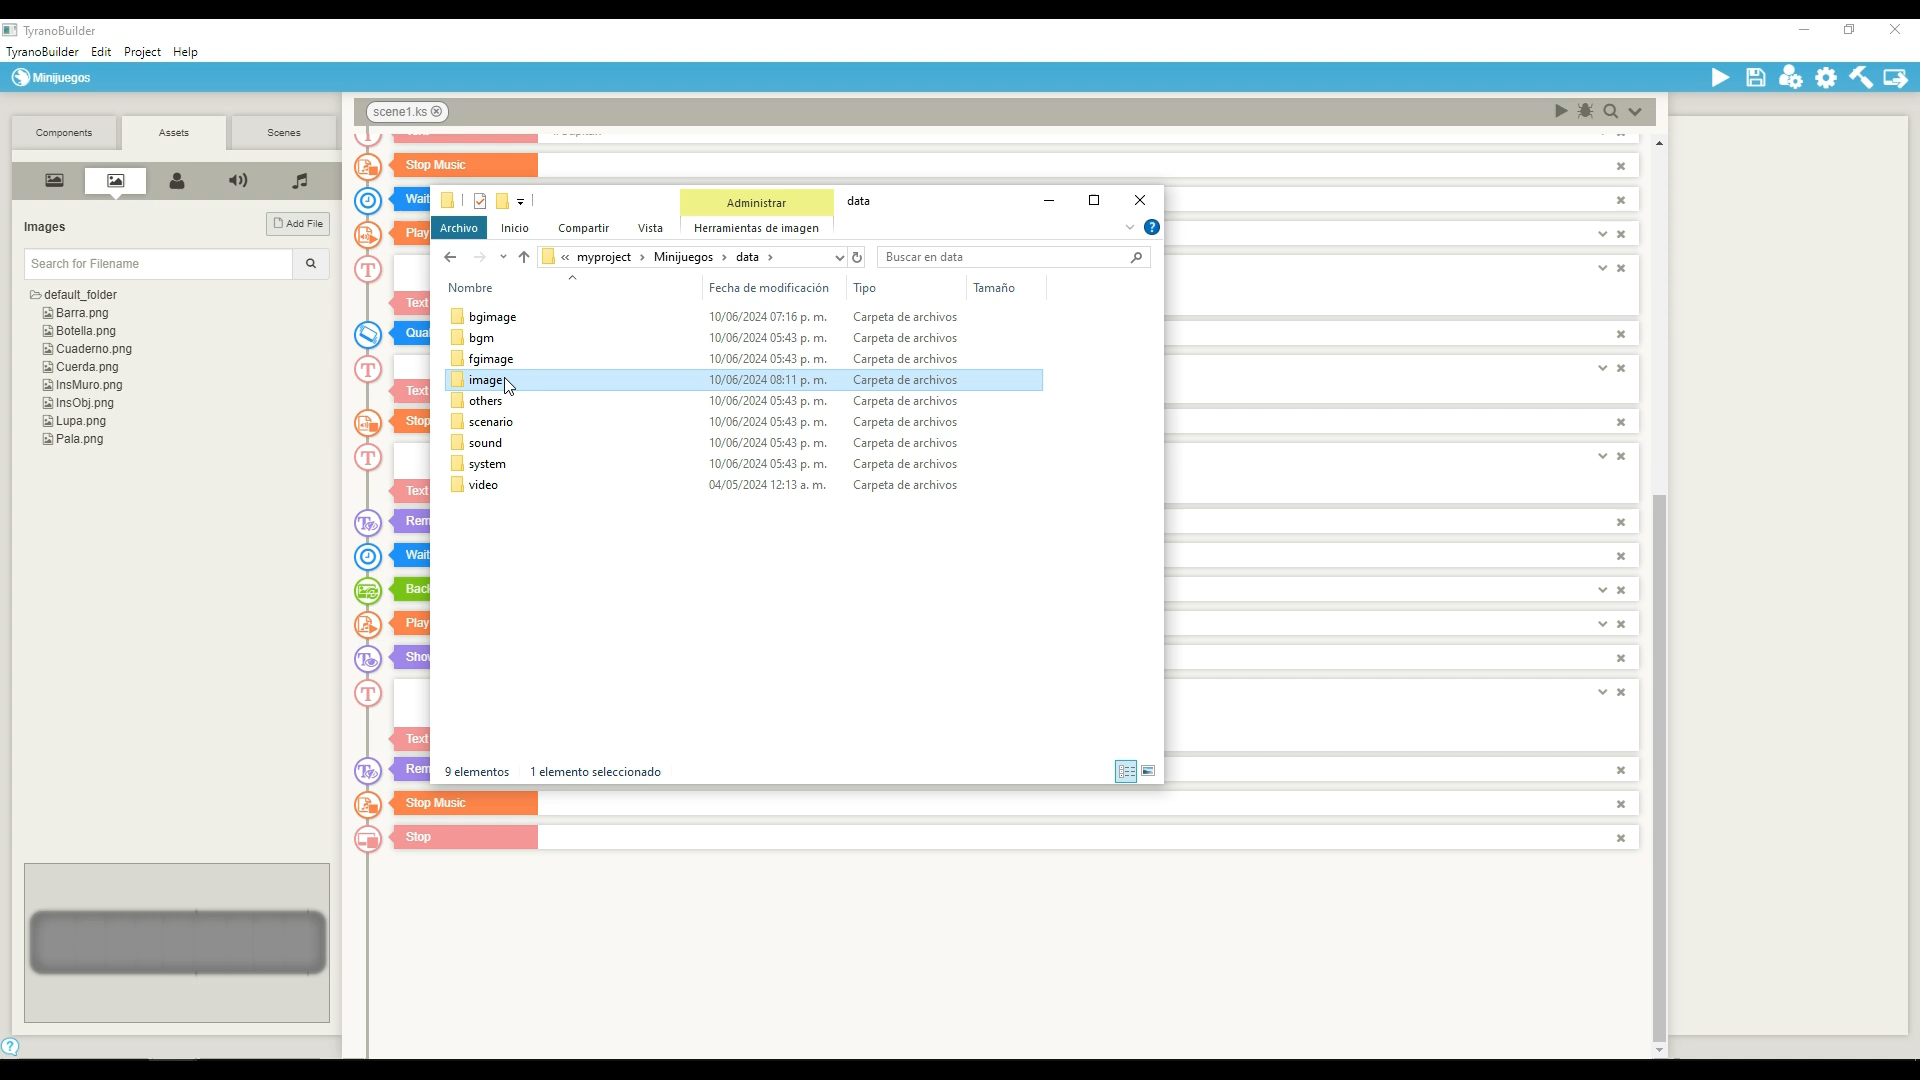 TyranoBuilder
TyranoBuilder Edit Project Help
Minijuegos
Components Assets Scenes
Images
Add File
Search for Filename
default_folder
Barra.png
Botella.png
Cuaderno.png
Cuerda.png
InsMuro.png
InsObj.png
Lupa.png
Pala.png
scene1.ks
Stop Music
Wait
Play
Text
Text
Stop
Text
Rem
Wait
Bac
Play
Show
Text
Rem
Stop Music
Stop
Administrar data
Archivo Inicio Compartir Vista Herramientas de imagen
« myproject > Minijuegos > data >
Buscar en data
Nombre Fecha de modificación Tipo Tamaño
bgimage 10/06/2024 07:16 p. m. Carpeta de archivos
bgm 10/06/2024 05:43 p. m. Carpeta de archivos
fgimage 10/06/2024 05:43 p. m. Carpeta de archivos
image 10/06/2024 08:11 p. m. Carpeta de archivos
others 10/06/2024 05:43 p. m. Carpeta de archivos
scenario 10/06/2024 05:43 p. m. Carpeta de archivos
sound 10/06/2024 05:43 p. m. Carpeta de archivos
system 10/06/2024 05:43 p. m. Carpeta de archivos
video 04/05/2024 12:13 a. m. Carpeta de archivos
9 elementos 1 elemento seleccionado